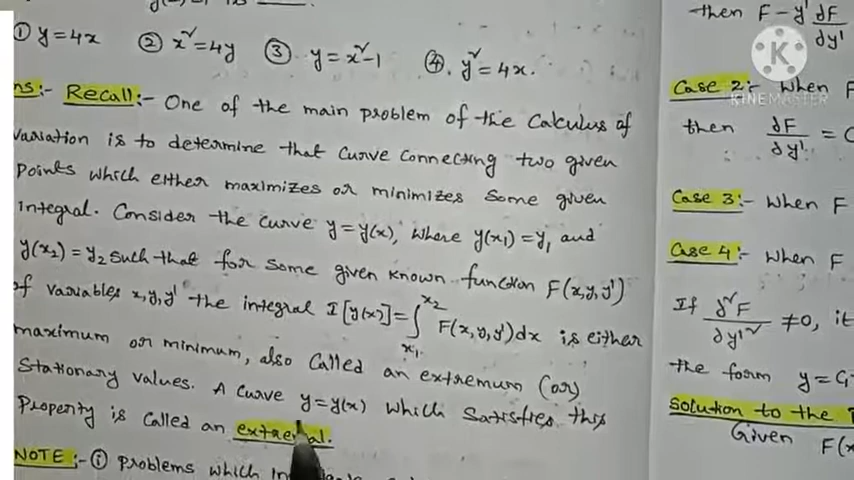 ① y=4x ② x²=4y ③ y=x²-1 ④. y²=4x.
ns:- Recall:- One of the main problem of the Calculus of
variation is to determine that curve connecting two given
Points which either maximizes or minimizes some given
integral. Consider the curve y=y(x), where y(x₁)=y₁ and
y(x₂)=y₂ such that for some given known function F(x,y,y')
of variables x,y,y' the integral I[y(x)]=∫ₓ₁ˣ² F(x,y,y')dx is either
maximum or minimum, also called an extremum (or)
Stationary values. A curve y=y(x) which satisfies this
Property is called an extremal.
NOTE:- ① Problems which
then F-y' ∂F/∂y'
Case 2:- when F
then ∂F/∂y' = C
Case 3:- when F
Case 4:- when F
If ∂²F/∂y'² ≠0, it
the form y=C₁
Solution to the
Given F(x
K
KINEMASTER